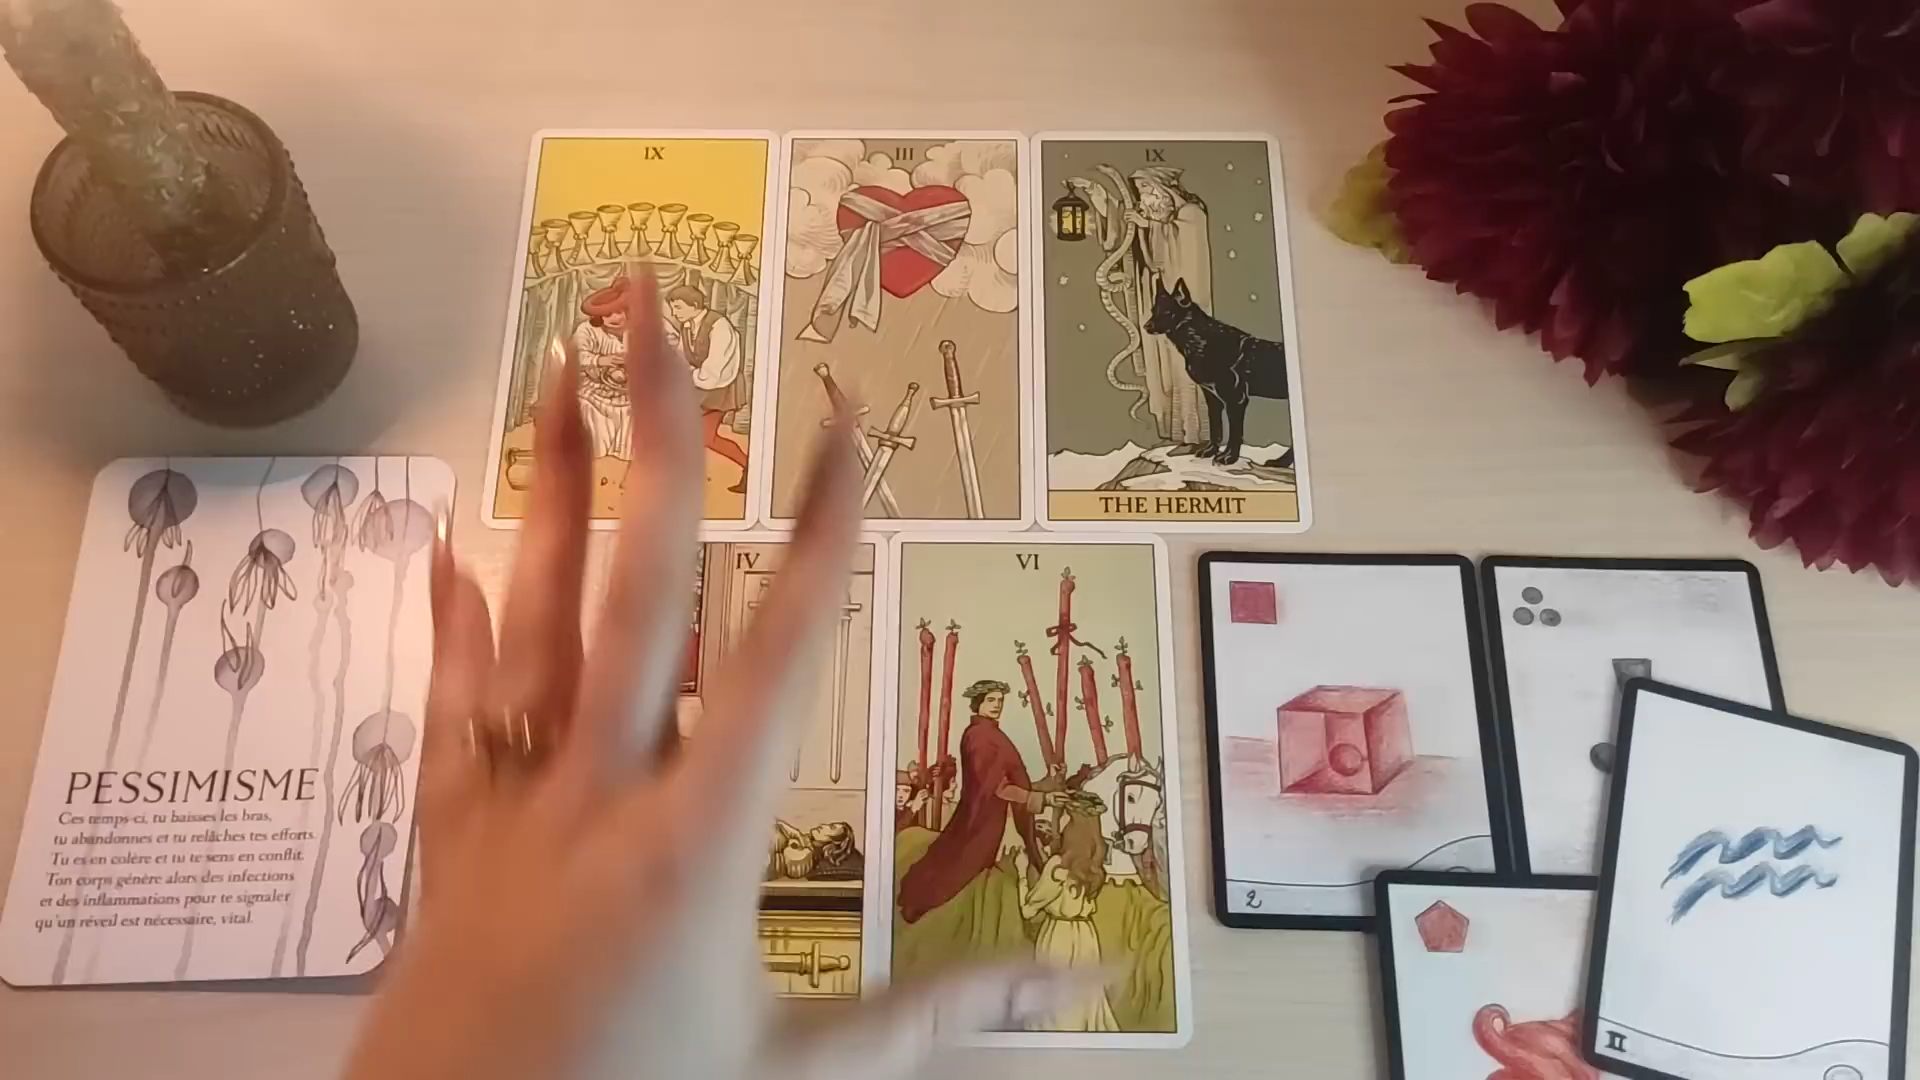 IX
III
IX
THE HERMIT
IV
VI
PESSIMISME
Ces temps-ci, tu baisses les bras,
tu abandonnes et tu relâches tes efforts.
Tu es en colère et tu te sens en conflit.
Ton corps génère alors des infections
et des inflammations pour te signaler
qu'un réveil est nécessaire, vital.
2
II